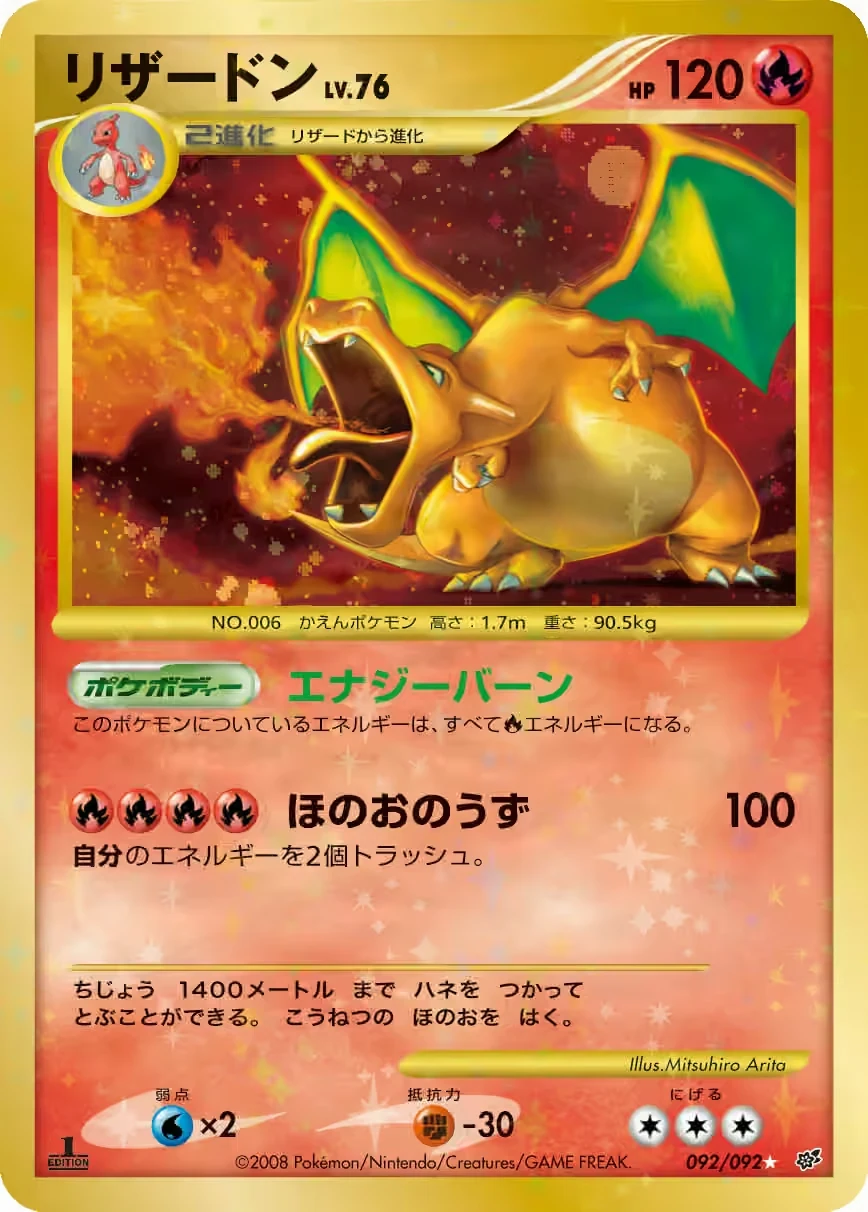 リザードン LV.76 HP 120
2進化 リザードから進化
NO.006 かえんポケモン 高さ:1.7m 重さ:90.5kg
ポケボディー エナジーバーン
このポケモンについているエネルギーは、すべてエネルギーになる。
ほのおのうず 100
自分のエネルギーを2個トラッシュ。
ちじょう 1400メートル まで ハネを つかって
とぶことができる。 こうねつの ほのおを はく。
Illus.Mitsuhiro Arita
弱点 抵抗力 にげる
×2 -30
1 EDITION ©2008 Pokémon/Nintendo/Creatures/GAME FREAK. 092/092★